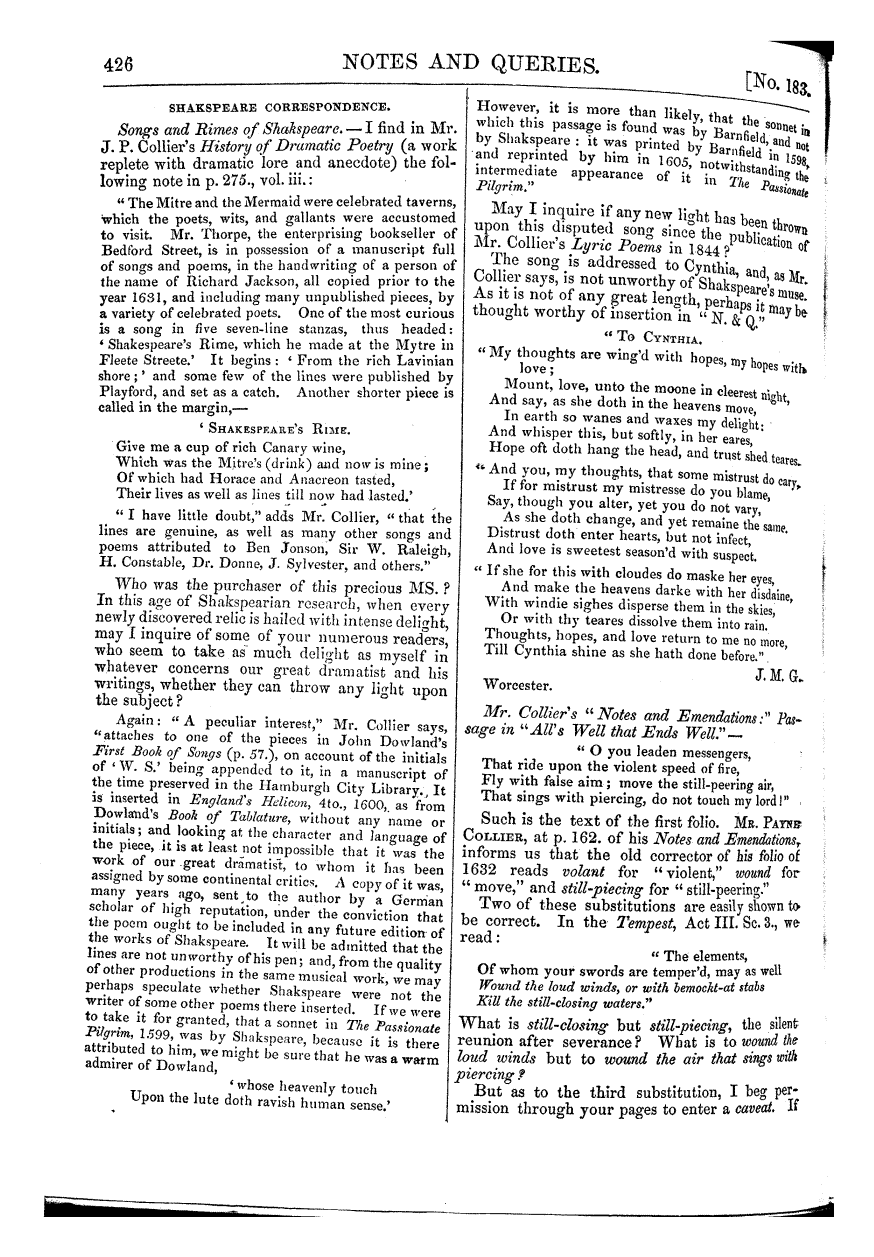 426
NOTES AND QUERIES.
[No. 183.
SHAKSPEARE CORRESPONDENCE.
Songs and Rimes of Shakspeare. — I find in Mr.
J. P. Collier's History of Dramatic Poetry (a work
replete with dramatic lore and anecdote) the fol-
lowing note in p. 275., vol. iii.:
“ The Mitre and the Mermaid were celebrated taverns,
which the poets, wits, and gallants were accustomed
to visit. Mr. Thorpe, the enterprising bookseller of
Bedford Street, is in possession of a manuscript full
of songs and poems, in the handwriting of a person of
the name of Richard Jackson, all copied prior to the
year 1631, and including many unpublished pieces, by
a variety of celebrated poets. One of the most curious
is a song in five seven-line stanzas, thus headed:
‘ Shakespeare's Rime, which he made at the Mytre in
Fleete Streete.’ It begins: ‘ From the rich Lavinian
shore;’ and some few of the lines were published by
Playford, and set as a catch. Another shorter piece is
called in the margin,—
‘ SHAKESPEARE'S RIME.
Give me a cup of rich Canary wine,
Which was the Mitre's (drink) and now is mine;
Of which had Horace and Anacreon tasted,
Their lives as well as lines till now had lasted.’
“ I have little doubt,” adds Mr. Collier, “ that the
lines are genuine, as well as many other songs and
poems attributed to Ben Jonson, Sir W. Raleigh,
H. Constable, Dr. Donne, J. Sylvester, and others.”
Who was the purchaser of this precious MS. ?
In this age of Shakspearian research, when every
newly discovered relic is hailed with intense delight,
may I inquire of some of your numerous readers,
who seem to take as much delight as myself in
whatever concerns our great dramatist and his
writings, whether they can throw any light upon
the subject?
Again: “ A peculiar interest,” Mr. Collier says,
“ attaches to one of the pieces in John Dowland's
First Book of Songs (p. 57.), on account of the initials
of ‘ W. S.’ being appended to it, in a manuscript of
the time preserved in the Hamburgh City Library. It
is inserted in England's Helicon, 4to., 1600, as from
Dowland's Book of Tablature, without any name or
initials; and looking at the character and language of
the piece, it is at least not impossible that it was the
work of our great dramatist, to whom it has been
assigned by some continental critics. A copy of it was,
many years ago, sent to the author by a German
scholar of high reputation, under the conviction that
the poem ought to be included in any future edition of
the works of Shakspeare. It will be admitted that the
lines are not unworthy of his pen; and, from the quality
of other productions in the same musical work, we may
perhaps speculate whether Shakspeare were not the
writer of some other poems there inserted. If we were
to take it for granted, that a sonnet in The Passionate
Pilgrim, 1599, was by Shakspeare, because it is there
attributed to him, we might be sure that he was a warm
admirer of Dowland,
‘ whose heavenly touch
Upon the lute doth ravish human sense.’
However, it is more than likely, that the sonnet in
which this passage is found was by Barnfield, and not
by Shakspeare: it was printed by Barnfield in 1598,
and reprinted by him in 1605, notwithstanding the
intermediate appearance of it in The Passionate
Pilgrim.”
May I inquire if any new light has been thrown
upon this disputed song since the publication of
Mr. Collier's Lyric Poems in 1844?
The song is addressed to Cynthia, and, as Mr.
Collier says, is not unworthy of Shakspeare's muse.
As it is not of any great length, perhaps it may be
thought worthy of insertion in “ N. & Q.”
“ TO CYNTHIA.
“ My thoughts are wing'd with hopes, my hopes with
love;
Mount, love, unto the moone in cleerest night,
And say, as she doth in the heavens move,
In earth so wanes and waxes my delight:
And whisper this, but softly, in her eares,
Hope oft doth hang the head, and trust shed teares.
“ And you, my thoughts, that some mistrust do cary,
If for mistrust my mistresse do you blame,
Say, though you alter, yet you do not vary,
As she doth change, and yet remaine the same.
Distrust doth enter hearts, but not infect,
And love is sweetest season'd with suspect.
“ If she for this with cloudes do maske her eyes,
And make the heavens darke with her disdaine,
With windie sighes disperse them in the skies,
Or with thy teares dissolve them into rain.
Thoughts, hopes, and love return to me no more,
Till Cynthia shine as she hath done before.”
J. M. G.
Worcester.
Mr. Collier's “ Notes and Emendations:” Pas-
sage in “ All's Well that Ends Well.” —
“ O you leaden messengers,
That ride upon the violent speed of fire,
Fly with false aim; move the still-peering air,
That sings with piercing, do not touch my lord!”
Such is the text of the first folio. MR. PAYNE
COLLIER, at p. 162. of his Notes and Emendations,
informs us that the old corrector of his folio of
1632 reads volant for “ violent,” wound for
“ move,” and still-piecing for “ still-peering.”
Two of these substitutions are easily shown to
be correct. In the Tempest, Act III. Sc. 3., we
read:
“ The elements,
Of whom your swords are temper'd, may as well
Wound the loud winds, or with bemockt-at stabs
Kill the still-closing waters.”
What is still-closing but still-piecing, the silent
reunion after severance? What is to wound the
loud winds but to wound the air that sings with
piercing?
But as to the third substitution, I beg per-
mission through your pages to enter a caveat. If